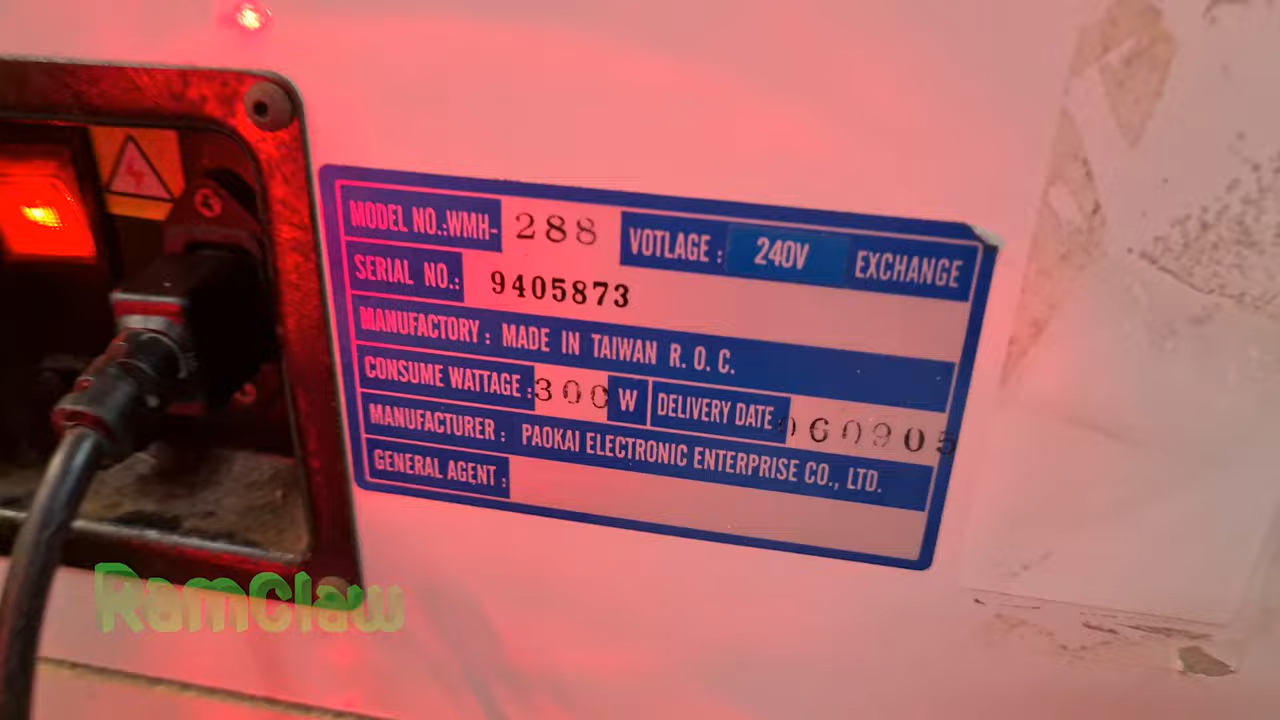 MODEL NO.:WMH- 288 VOTLAGE : 240V EXCHANGE
SERIAL NO.: 9405873
MANUFACTORY : MADE IN TAIWAN R. O. C.
CONSUME WATTAGE : 300 W DELIVERY DATE 060905
MANUFACTURER : PAOKAI ELECTRONIC ENTERPRISE CO., LTD.
GENERAL AGENT :
RamClaw